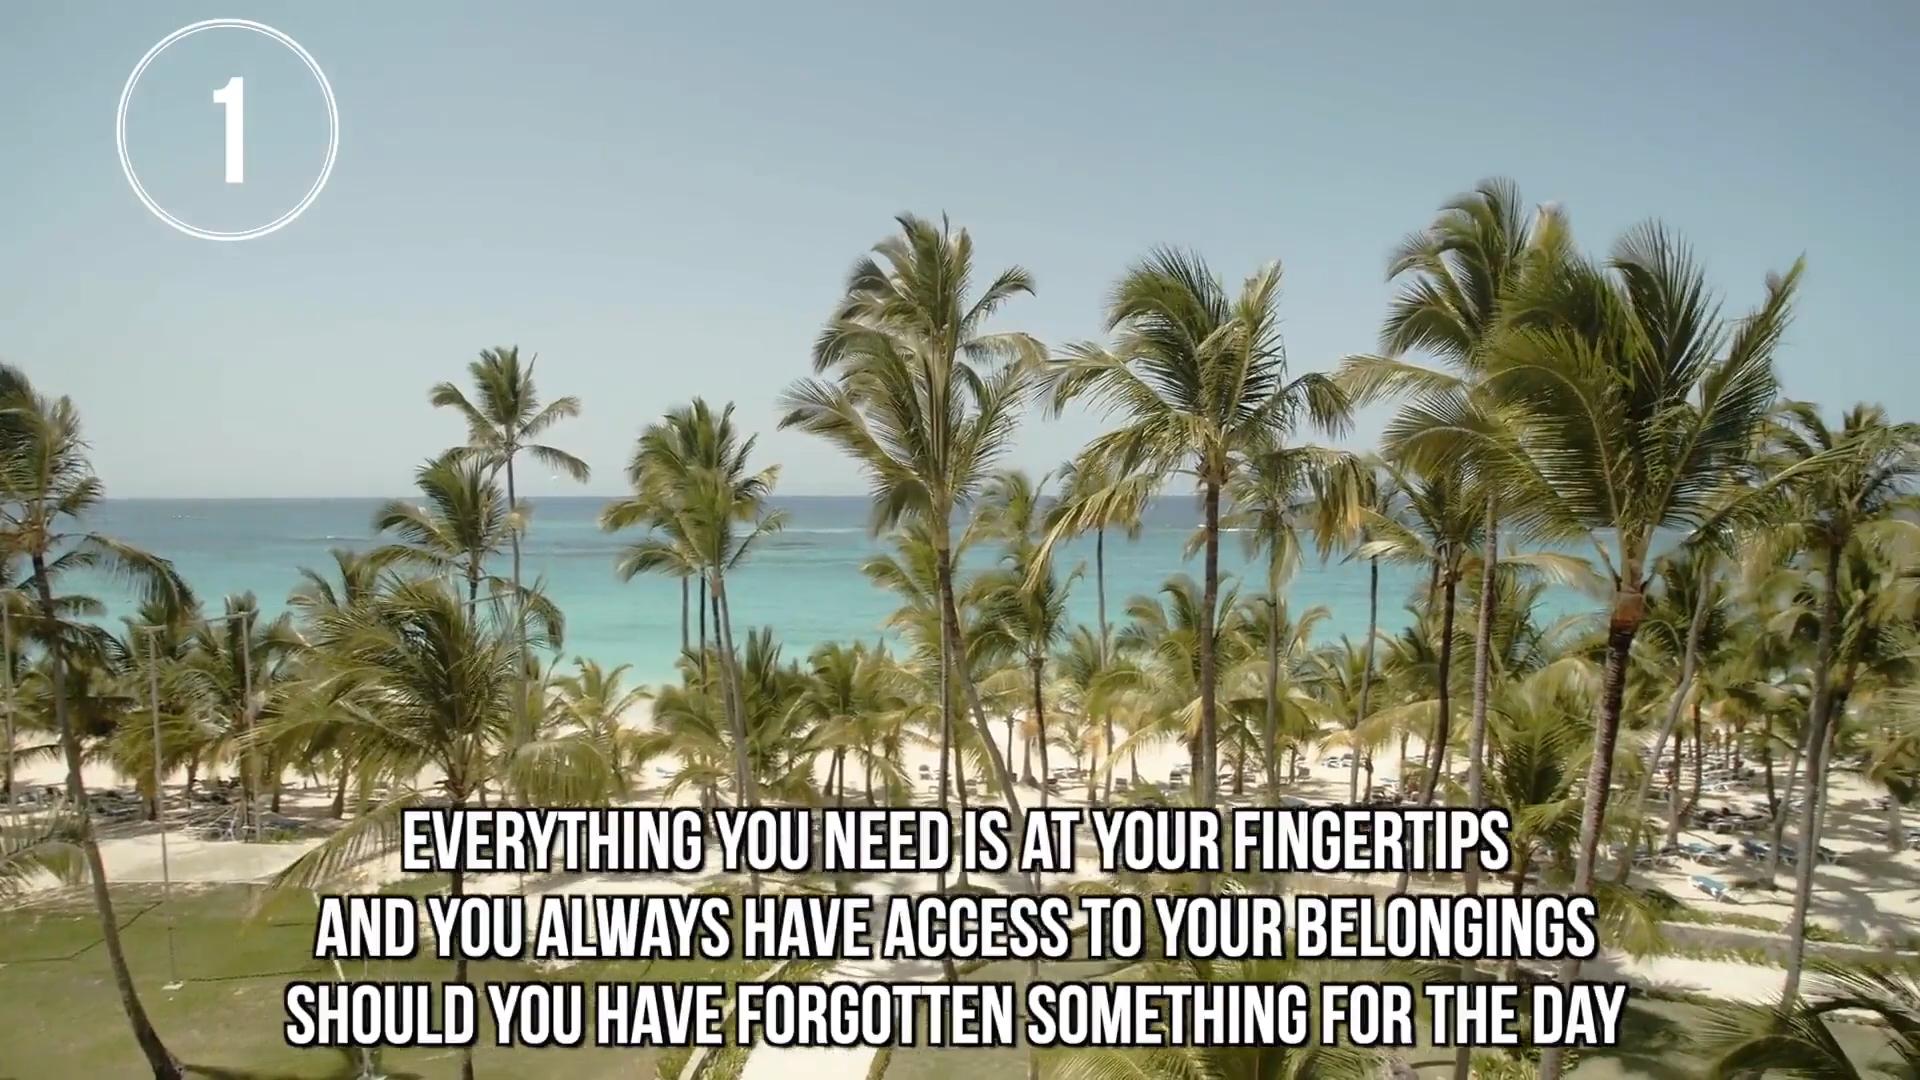 1
EVERYTHING YOU NEED IS AT YOUR FINGERTIPS
AND YOU ALWAYS HAVE ACCESS TO YOUR BELONGINGS
SHOULD YOU HAVE FORGOTTEN SOMETHING FOR THE DAY